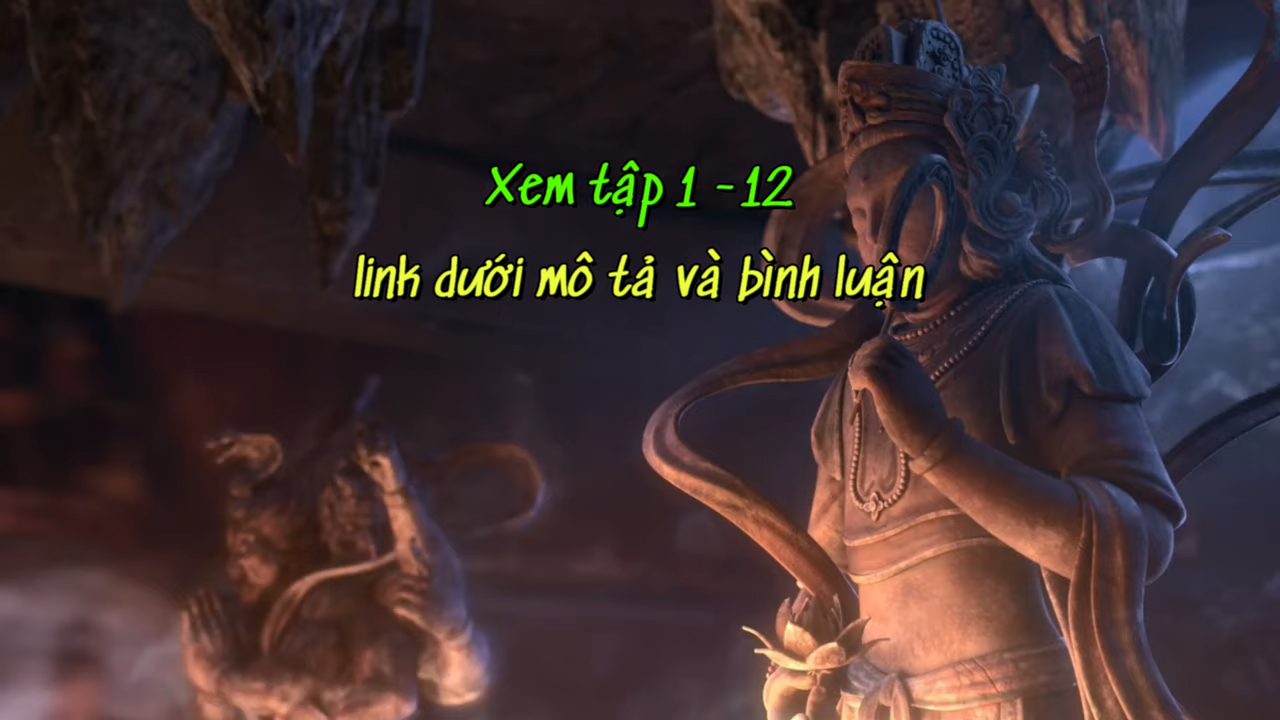 Xem tập 1 - 12
link dưới mô tả và bình luận